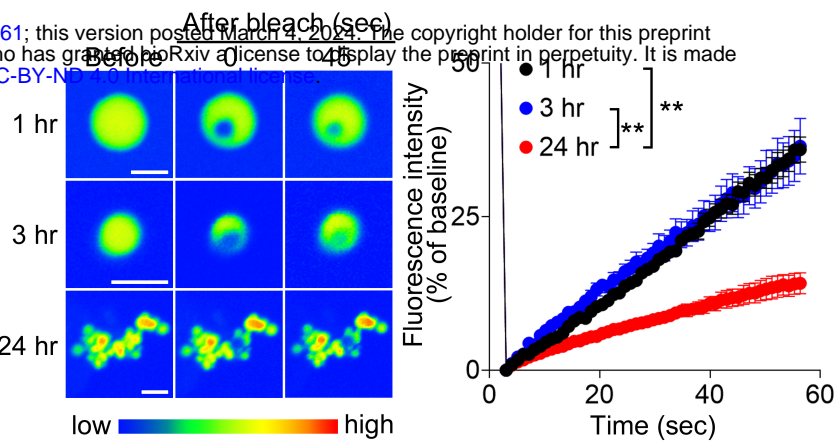 After bleach (sec)
61; this version posted March 4, 2024. The copyright holder for this preprint
ho has granted bioRxiv a license to display the preprint in perpetuity. It is made
C-BY-ND 4.0 International license.
Before 0 45
1 hr
3 hr
24 hr
low high
50
25
0
Fluorescence intensity
(% of baseline)
1 hr
3 hr
24 hr
**
**
0 20 40 60
Time (sec)